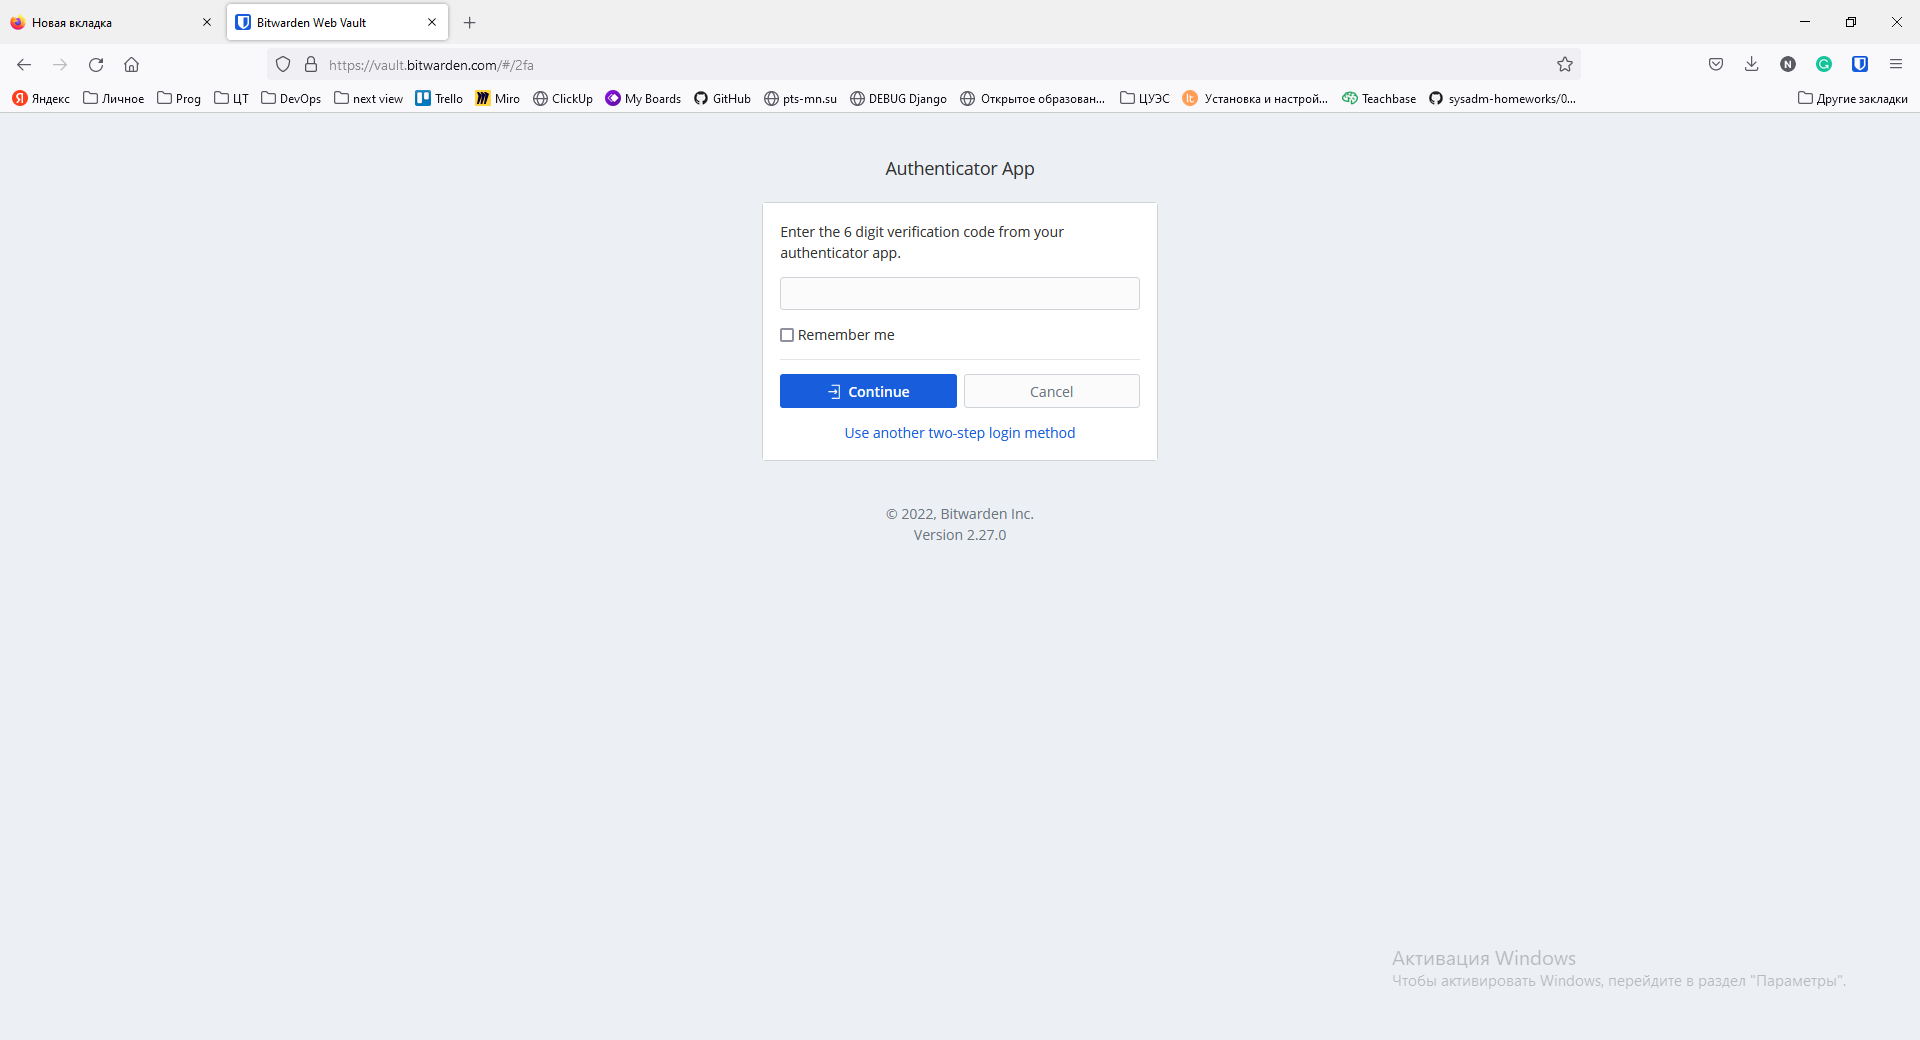 Новая вкладка
Bitwarden Web Vault
https://vault.bitwarden.com/#/2fa
Яндекс
Личное
Prog
ЦТ
DevOps
next view
Trello
Miro
ClickUp
My Boards
GitHub
pts-mn.su
DEBUG Django
Открытое образован...
ЦУЭС
lt
Установка и настрой...
Teachbase
sysadm-homeworks/0...
Другие закладки
Authenticator App
Enter the 6 digit verification code from your
authenticator app.
Remember me
Continue
Cancel
Use another two-step login method
© 2022, Bitwarden Inc.
Version 2.27.0
Активация Windows
Чтобы активировать Windows, перейдите в раздел "Параметры".